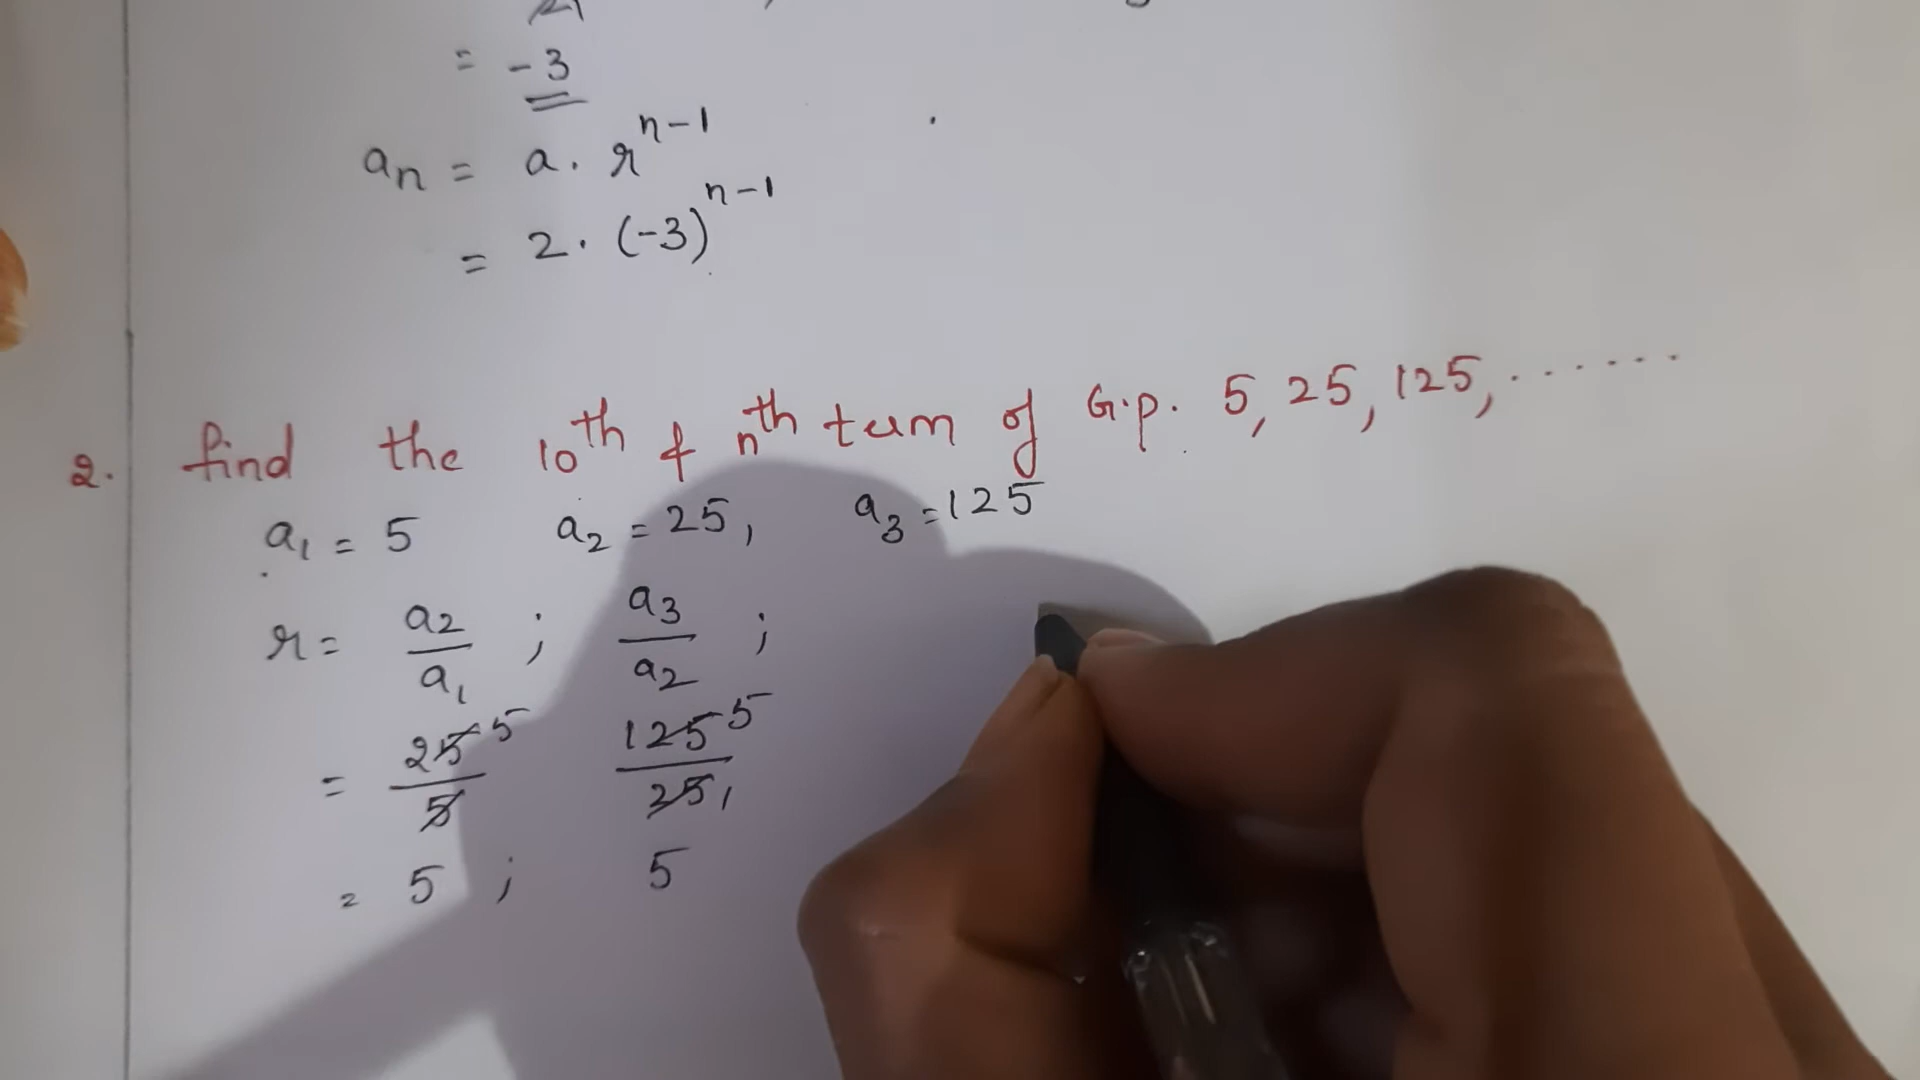 = -3
aₙ = a. r^(n-1)
= 2. (-3)^(n-1)
2. find the 10th & nth term of G.p. 5, 25, 125, .......
a₁ = 5 a₂ = 25, a₃ = 125
r = a₂/a₁ ; a₃/a₂ ;
= 25/5 5 125/25 5 1
= 5 ; 5